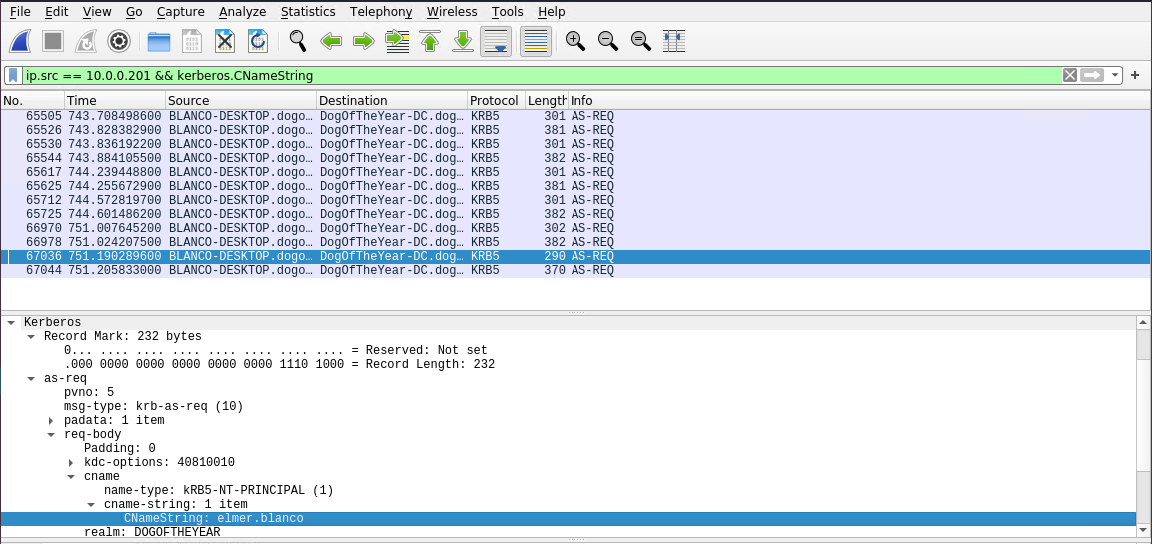 File Edit View Go Capture Analyze Statistics Telephony Wireless Tools Help
ip.src == 10.0.0.201 && kerberos.CNameString
No. Time Source Destination Protocol Length Info
65505 743.708498600 BLANCO-DESKTOP.dogo… DogOfTheYear-DC.dog… KRB5 301 AS-REQ
65526 743.828382900 BLANCO-DESKTOP.dogo… DogOfTheYear-DC.dog… KRB5 381 AS-REQ
65530 743.836192200 BLANCO-DESKTOP.dogo… DogOfTheYear-DC.dog… KRB5 301 AS-REQ
65544 743.884105500 BLANCO-DESKTOP.dogo… DogOfTheYear-DC.dog… KRB5 382 AS-REQ
65617 744.239448800 BLANCO-DESKTOP.dogo… DogOfTheYear-DC.dog… KRB5 301 AS-REQ
65625 744.255672900 BLANCO-DESKTOP.dogo… DogOfTheYear-DC.dog… KRB5 381 AS-REQ
65712 744.572819700 BLANCO-DESKTOP.dogo… DogOfTheYear-DC.dog… KRB5 301 AS-REQ
65725 744.601486200 BLANCO-DESKTOP.dogo… DogOfTheYear-DC.dog… KRB5 382 AS-REQ
66970 751.007645200 BLANCO-DESKTOP.dogo… DogOfTheYear-DC.dog… KRB5 302 AS-REQ
66978 751.024207500 BLANCO-DESKTOP.dogo… DogOfTheYear-DC.dog… KRB5 382 AS-REQ
67036 751.190289600 BLANCO-DESKTOP.dogo… DogOfTheYear-DC.dog… KRB5 290 AS-REQ
67044 751.205833000 BLANCO-DESKTOP.dogo… DogOfTheYear-DC.dog… KRB5 370 AS-REQ
Kerberos
Record Mark: 232 bytes
0... .... .... .... .... .... .... .... = Reserved: Not set
.000 0000 0000 0000 0000 0000 1110 1000 = Record Length: 232
as-req
pvno: 5
msg-type: krb-as-req (10)
padata: 1 item
req-body
Padding: 0
kdc-options: 40810010
cname
name-type: kRB5-NT-PRINCIPAL (1)
cname-string: 1 item
CNameString: elmer.blanco
realm: DOGOFTHEYEAR